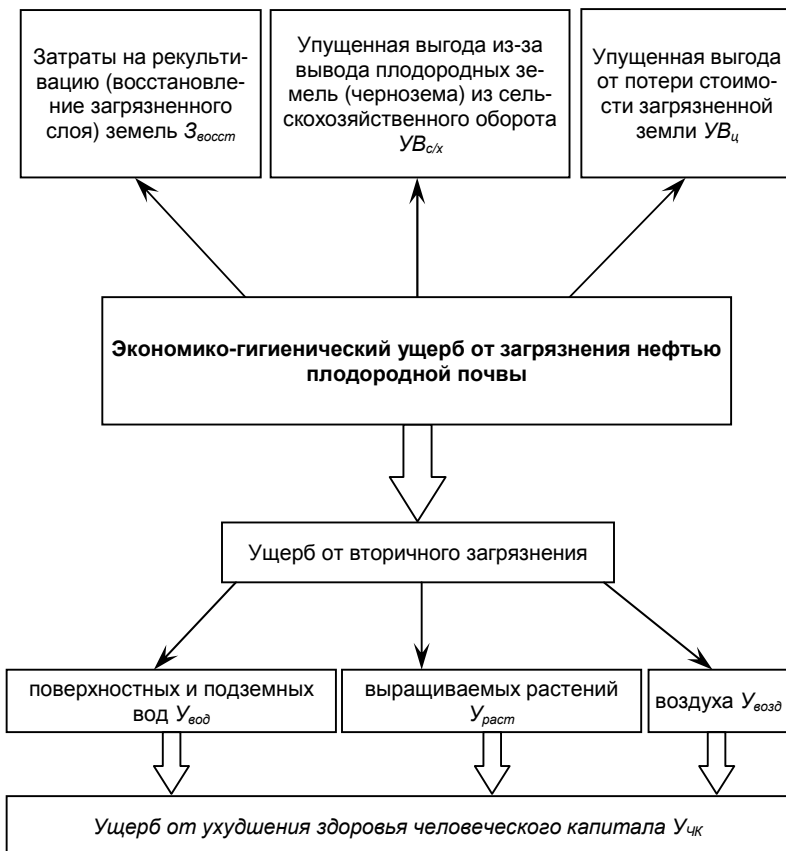 Затраты на рекульти-
вацию (восстановле-
ние загрязненного
слоя) земель Звосст
Упущенная выгода из-за
вывода плодородных зе-
мель (чернозема) из сель-
скохозяйственного оборота
УВс/х
Упущенная выгода
от потери стоимо-
сти загрязненной
земли УВц
Экономико-гигиенический ущерб от загрязнения нефтью
плодородной почвы
Ущерб от вторичного загрязнения
поверхностных и подземных
вод Увод
выращиваемых растений
Ураст
воздуха Увозд
Ущерб от ухудшения здоровья человеческого капитала УЧК